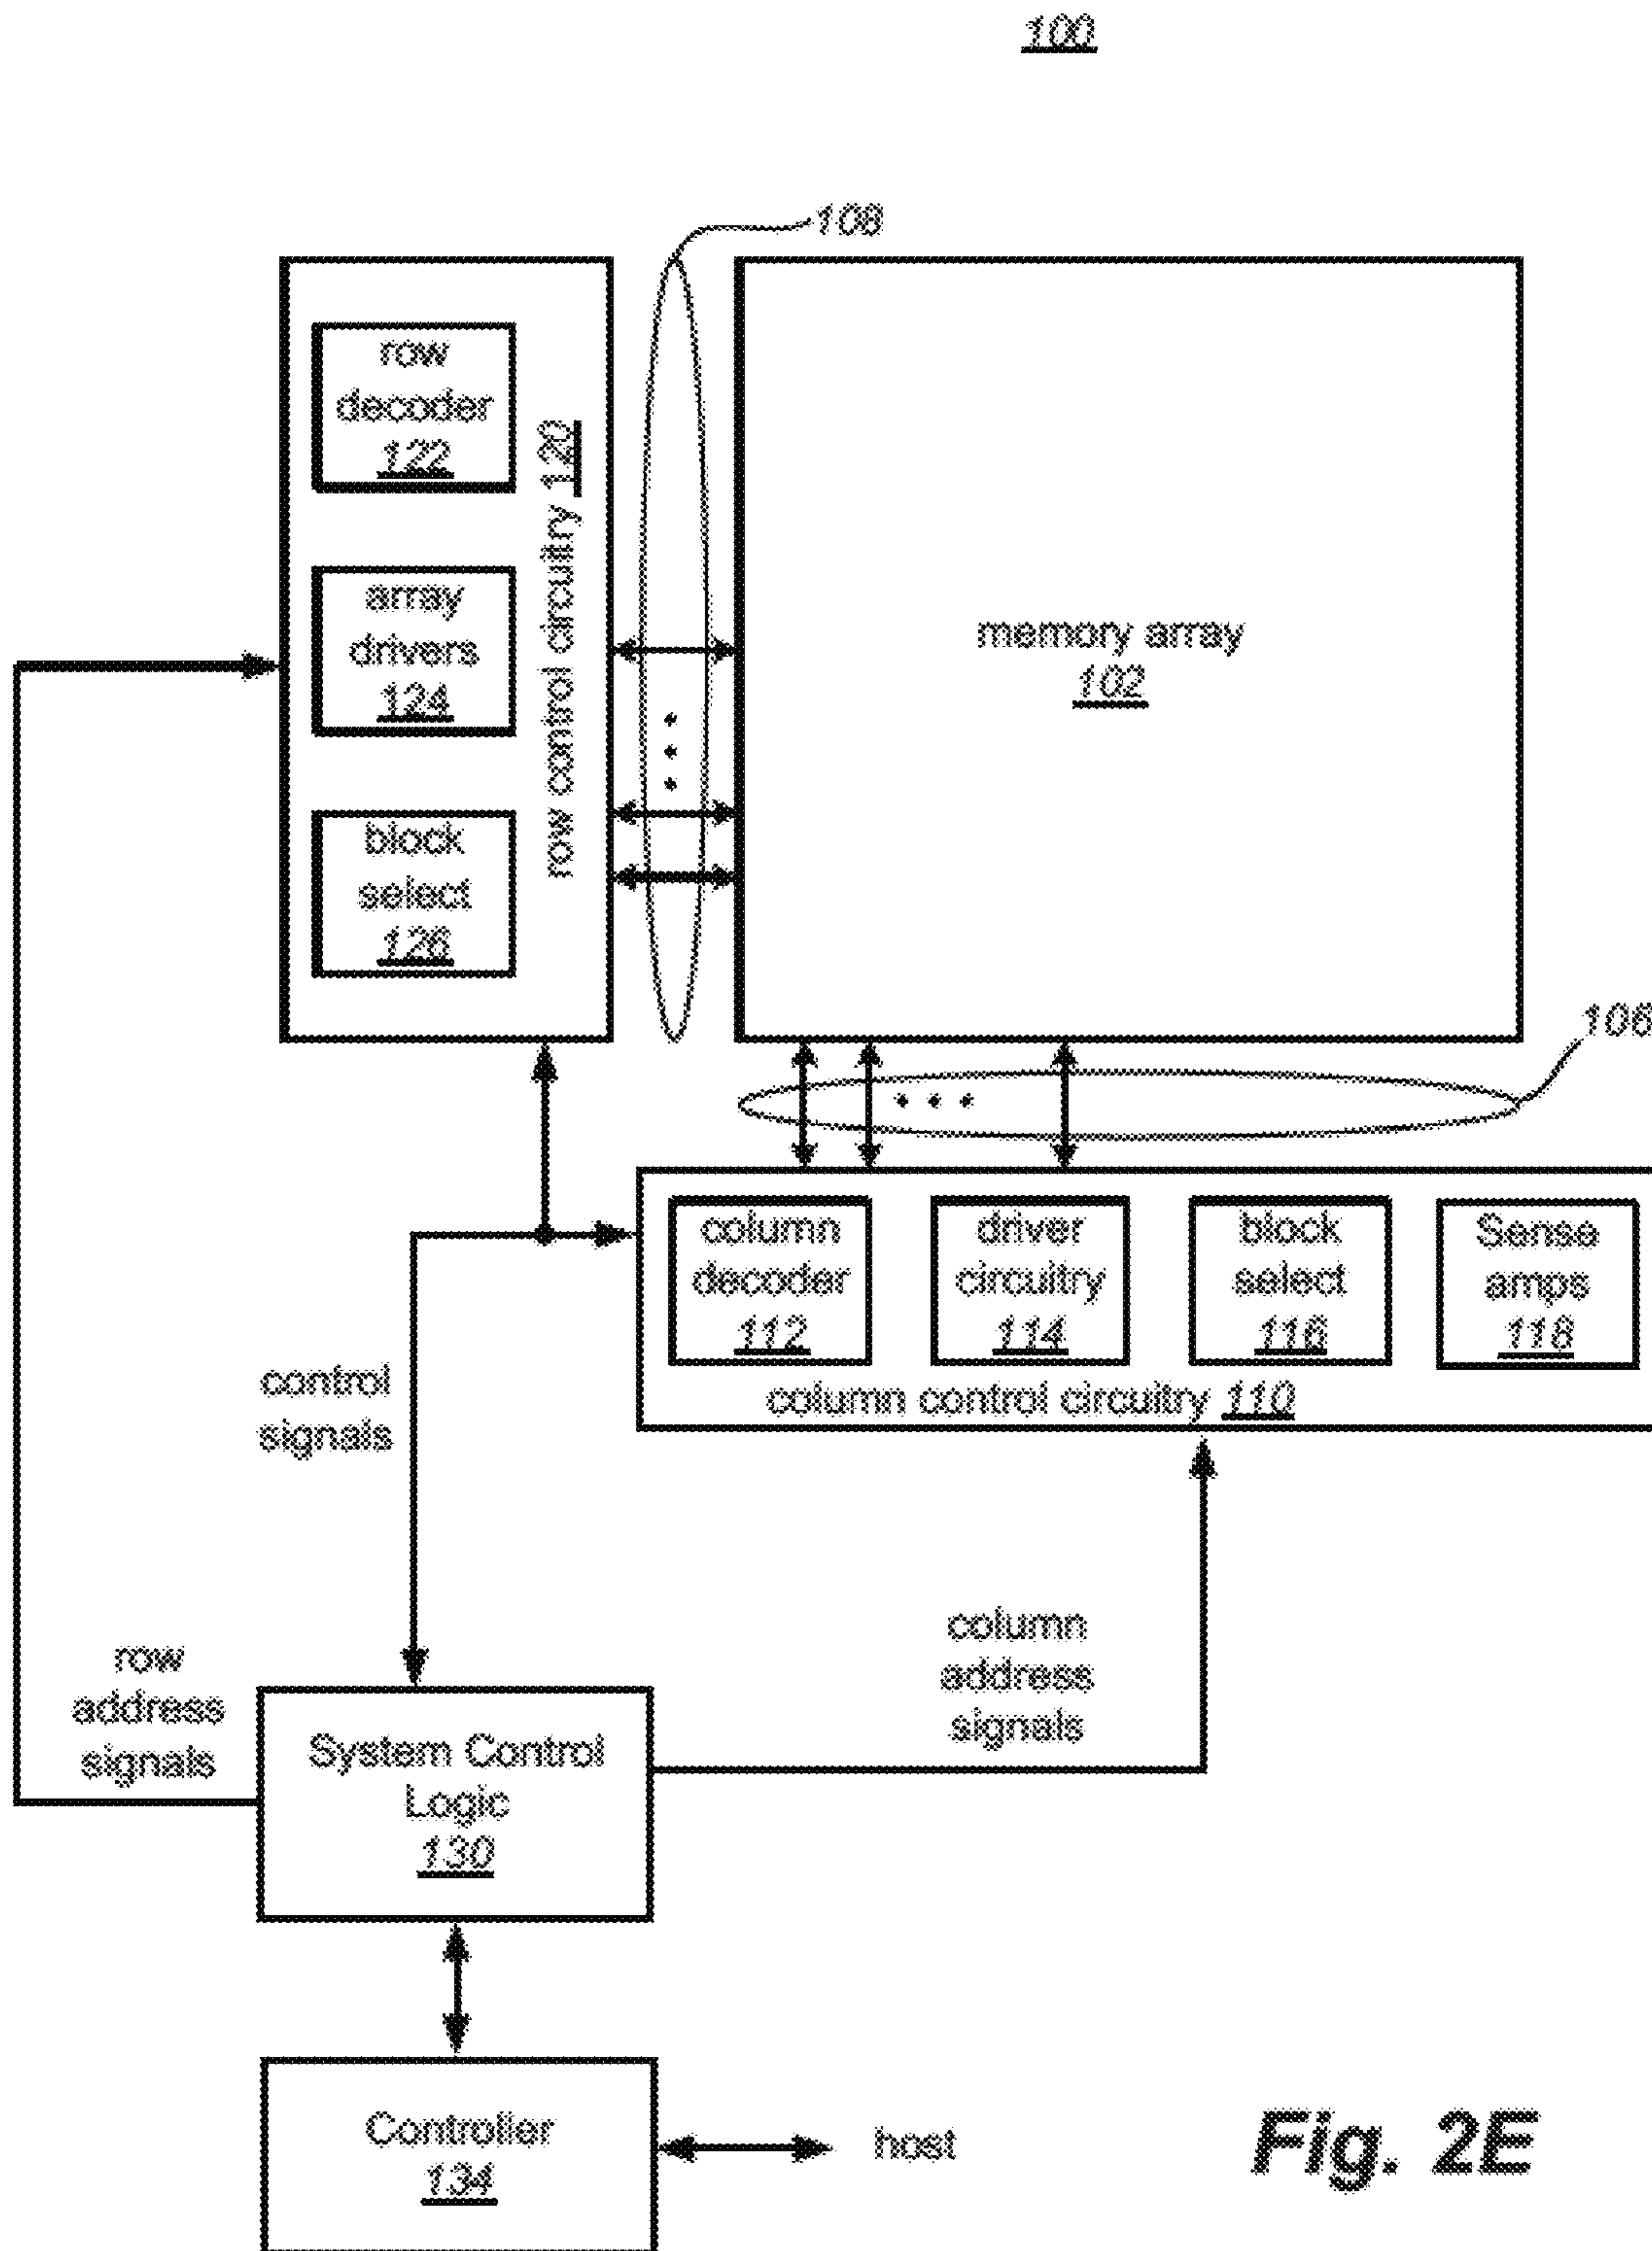 100
108
row
decoder
122
array
drivers
124
block
select
126
row control circuitry 120
memory array
102
106
column
decoder
112
driver
circuitry
114
block
select
116
Sense
amps
118
column control circuitry 110
control
signals
row
address
signals
column
address
signals
System Control
Logic
130
Controller
134
host
Fig. 2E